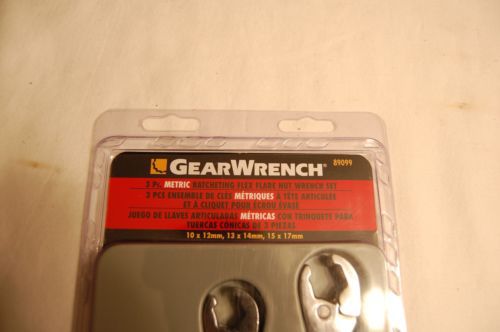 GEARWRENCH® 89099
3 Pc. METRIC RATCHETING FLEX FLARE NUT WRENCH SET
3 PCS ENSEMBLE DE CLÉS MÉTRIQUES À TÊTE ARTICULÉE
ET À CLIQUET POUR ÉCROU ÉVASÉ
JUEGO DE LLAVES ARTICULADAS MÉTRICAS CON TRINQUETE PARA
TUERCAS CÓNICAS DE 3 PIEZAS
10 x 12mm, 13 x 14mm, 15 x 17mm